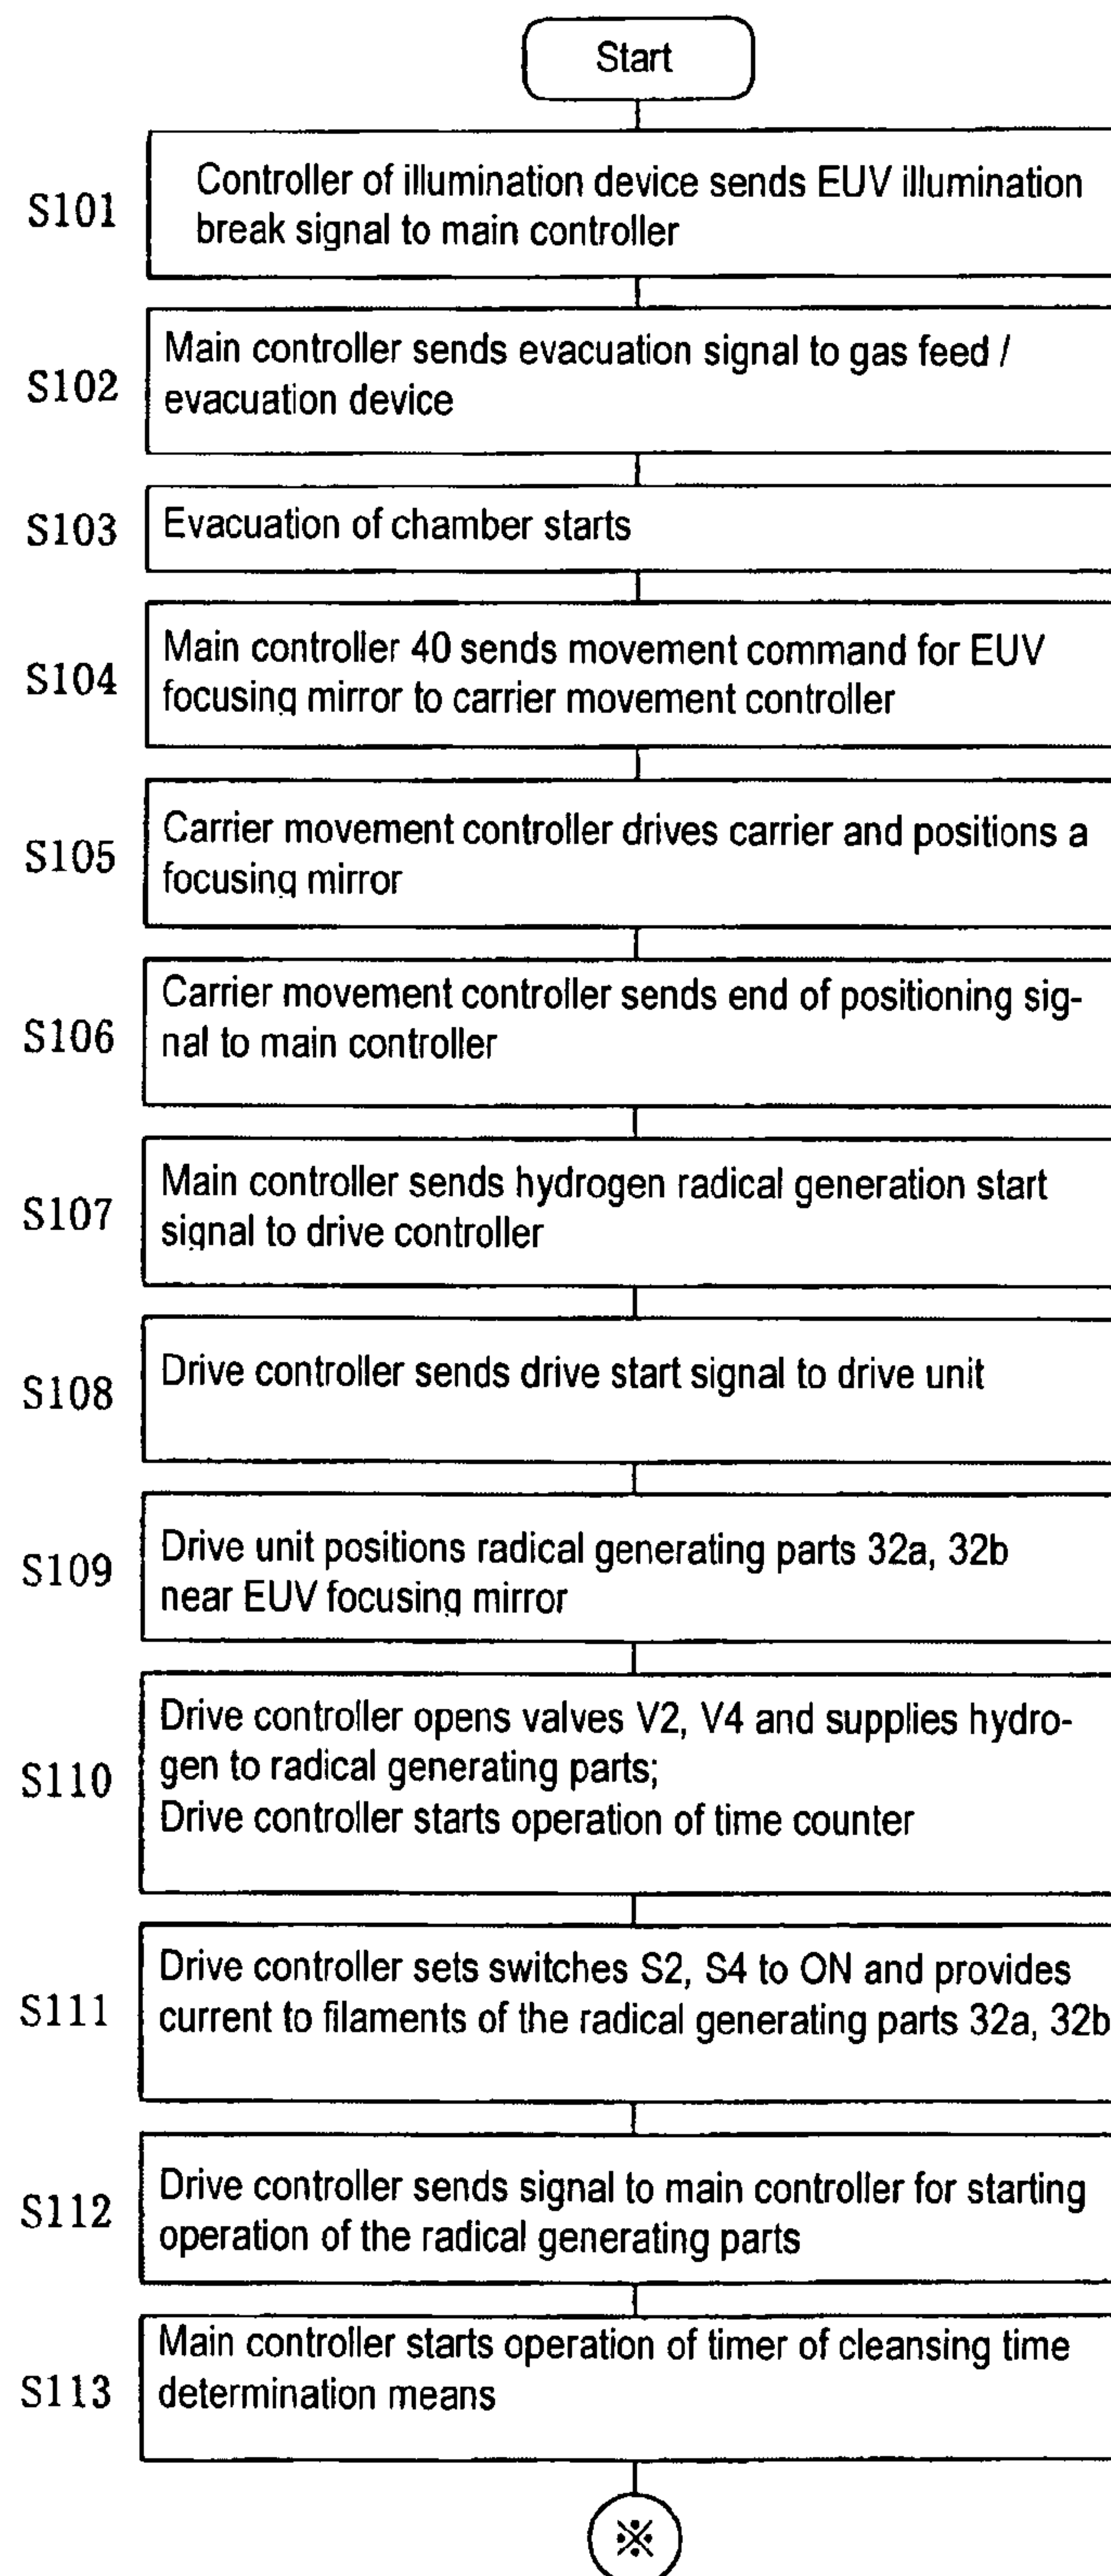 Start
S101
Controller of illumination device sends EUV illumination
break signal to main controller
S102
Main controller sends evacuation signal to gas feed /
evacuation device
S103
Evacuation of chamber starts
S104
Main controller 40 sends movement command for EUV
focusing mirror to carrier movement controller
S105
Carrier movement controller drives carrier and positions a
focusing mirror
S106
Carrier movement controller sends end of positioning sig-
nal to main controller
S107
Main controller sends hydrogen radical generation start
signal to drive controller
S108
Drive controller sends drive start signal to drive unit
S109
Drive unit positions radical generating parts 32a, 32b
near EUV focusing mirror
S110
Drive controller opens valves V2, V4 and supplies hydro-
gen to radical generating parts;
Drive controller starts operation of time counter
S111
Drive controller sets switches S2, S4 to ON and provides
current to filaments of the radical generating parts 32a, 32b
S112
Drive controller sends signal to main controller for starting
operation of the radical generating parts
S113
Main controller starts operation of timer of cleansing time
determination means
※